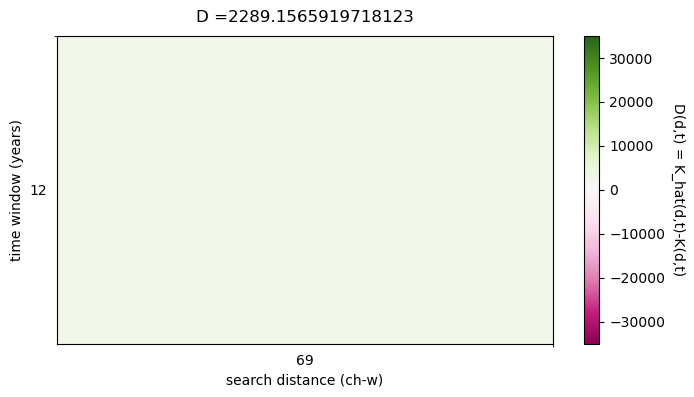 D =2289.1565919718123
time window (years)
12
69
search distance (ch-w)
30000
20000
10000
0
−10000
−20000
−30000
D(d,t) = K_hat(d,t)-K(d,t)